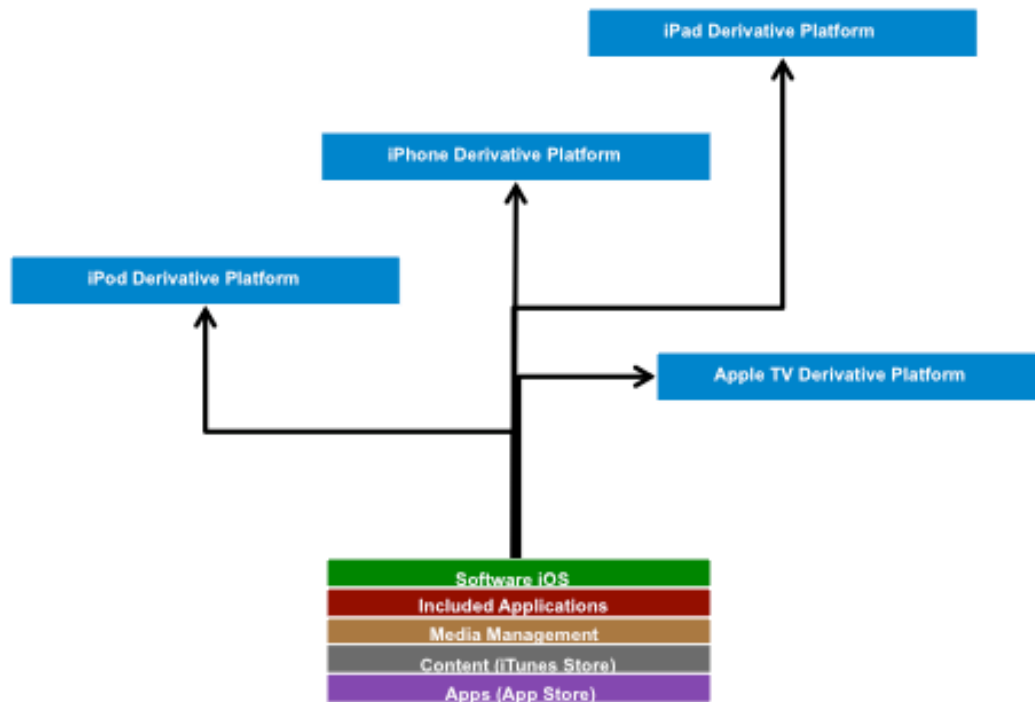 iPad Derivative Platform
iPhone Derivative Platform
iPod Derivative Platform
Apple TV Derivative Platform
Software iOS
Included Applications
Media Management
Content (iTunes Store)
Apps (App Store)